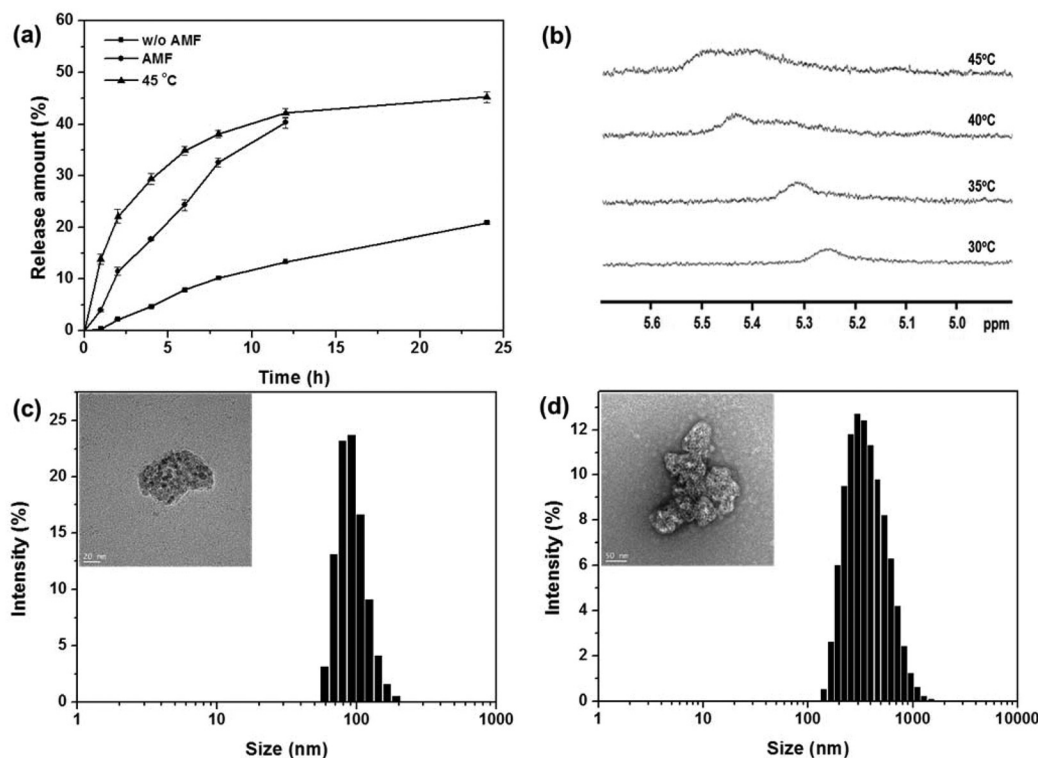 (a)
w/o AMF
AMF
45 °C
Release amount (%)
60
50
40
30
20
10
0
0 5 10 15 20 25
Time (h)
(b)
45ºC
40ºC
35ºC
30ºC
5.6 5.5 5.4 5.3 5.2 5.1 5.0 ppm
(c)
Intensity (%)
25
20
15
10
5
0
20 nm
1 10 100 1000
Size (nm)
(d)
Intensity (%)
12
10
8
6
4
2
0
50 nm
1 10 100 1000 10000
Size (nm)